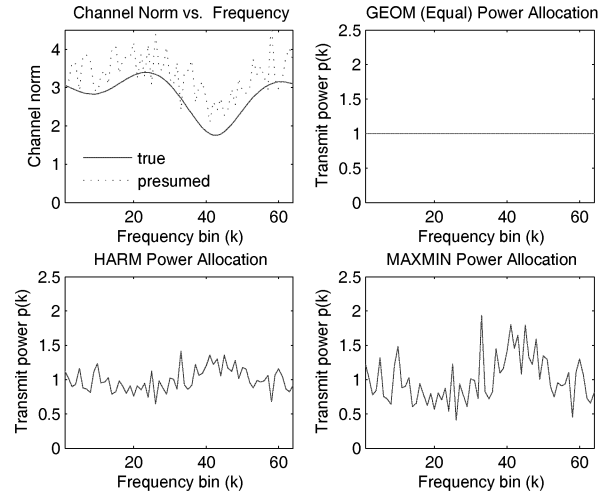 Channel Norm vs. Frequency
Channel norm
4
3
2
1
0
true
presumed
20 40 60
Frequency bin (k)
GEOM (Equal) Power Allocation
Transmit power p(k)
2.5
2
1.5
1
0.5
0
20 40 60
Frequency bin (k)
HARM Power Allocation
Transmit power p(k)
2.5
2
1.5
1
0.5
0
20 40 60
Frequency bin (k)
MAXMIN Power Allocation
Transmit power p(k)
2.5
2
1.5
1
0.5
0
20 40 60
Frequency bin (k)